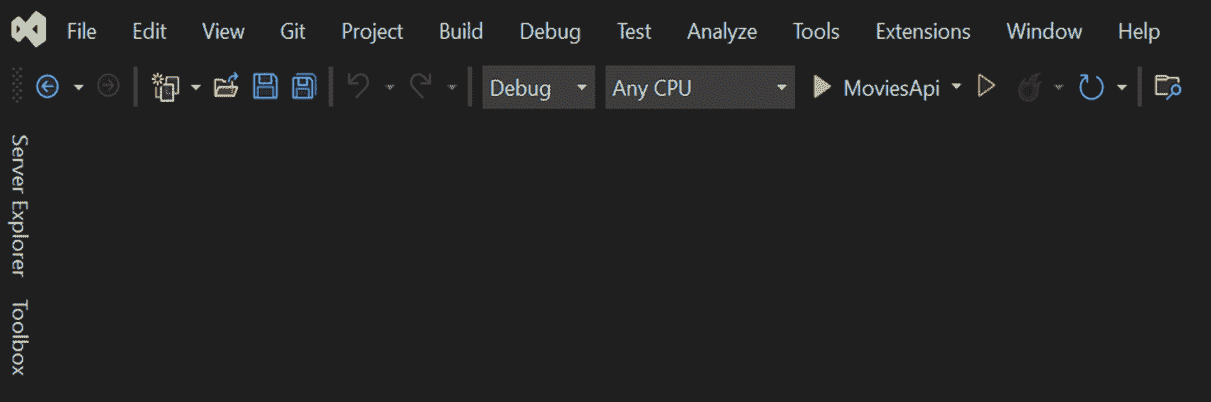 File Edit View Git Project Build Debug Test Analyze Tools Extensions Window Help
Debug Any CPU MoviesApi
Server Explorer
Toolbox